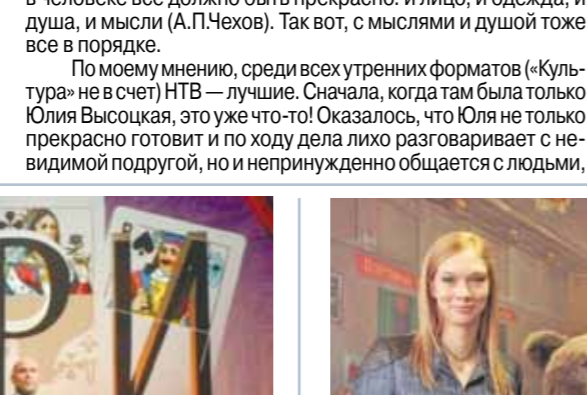 в человеке все должно быть прекрасно: и лицо, и одежда, и
душа, и мысли (А.П.Чехов). Так вот, с мыслями и душой тоже
все в порядке.
По моему мнению, среди всех утренних форматов («Куль-
тура» не в счет) НТВ — лучшие. Сначала, когда там была только
Юлия Высоцкая, это уже что-то! Оказалось, что Юля не только
прекрасно готовит и по ходу дела лихо разговаривает с не-
видимой подругой, но и непринужденно общается с людьми,
РИ